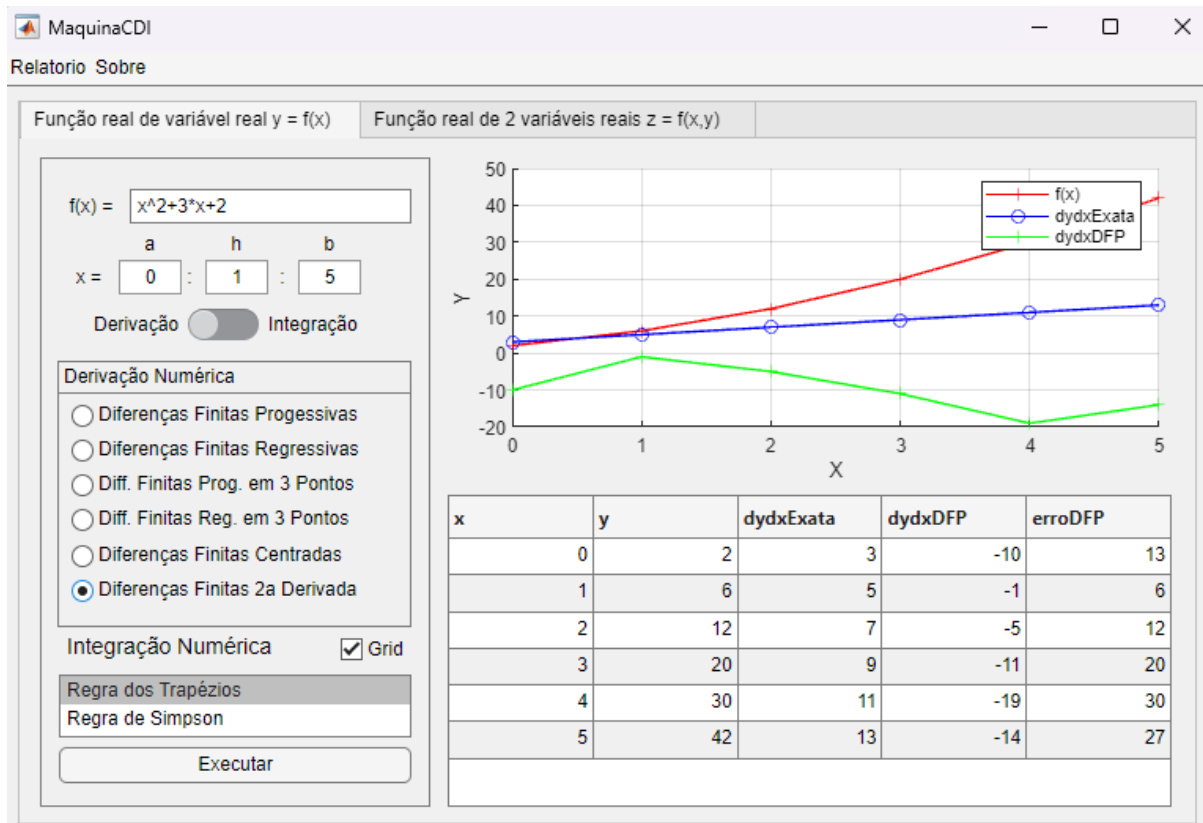 MaquinaCDI
Relatorio Sobre
Função real de variável real y = f(x)
Função real de 2 variáveis reais z = f(x,y)
f(x) = x^2+3*x+2
a h b
x = 0 : 1 : 5
Derivação Integração
Derivação Numérica
Diferenças Finitas Progessivas
Diferenças Finitas Regressivas
Diff. Finitas Prog. em 3 Pontos
Diff. Finitas Reg. em 3 Pontos
Diferenças Finitas Centradas
Diferenças Finitas 2a Derivada
Integração Numérica Grid
Regra dos Trapézios
Regra de Simpson
Executar
50
40
30
20
10
0
-10
-20
Y
0 1 2 3 4 5
X
f(x)
dydxExata
dydxDFP
x y dydxExata dydxDFP erroDFP
0 2 3 -10 13
1 6 5 -1 6
2 12 7 -5 12
3 20 9 -11 20
4 30 11 -19 30
5 42 13 -14 27